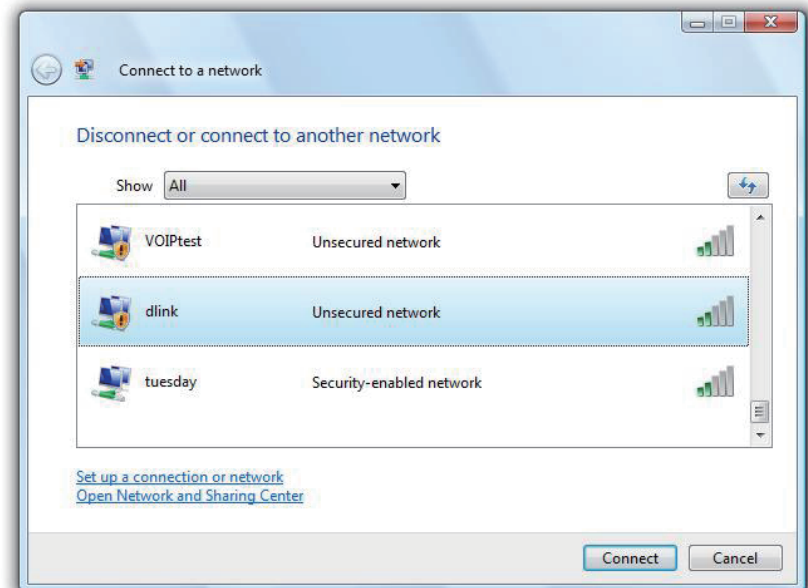 Connect to a network
Disconnect or connect to another network
Show All
VOIPtest Unsecured network
dlink Unsecured network
tuesday Security-enabled network
Set up a connection or network
Open Network and Sharing Center
Connect Cancel